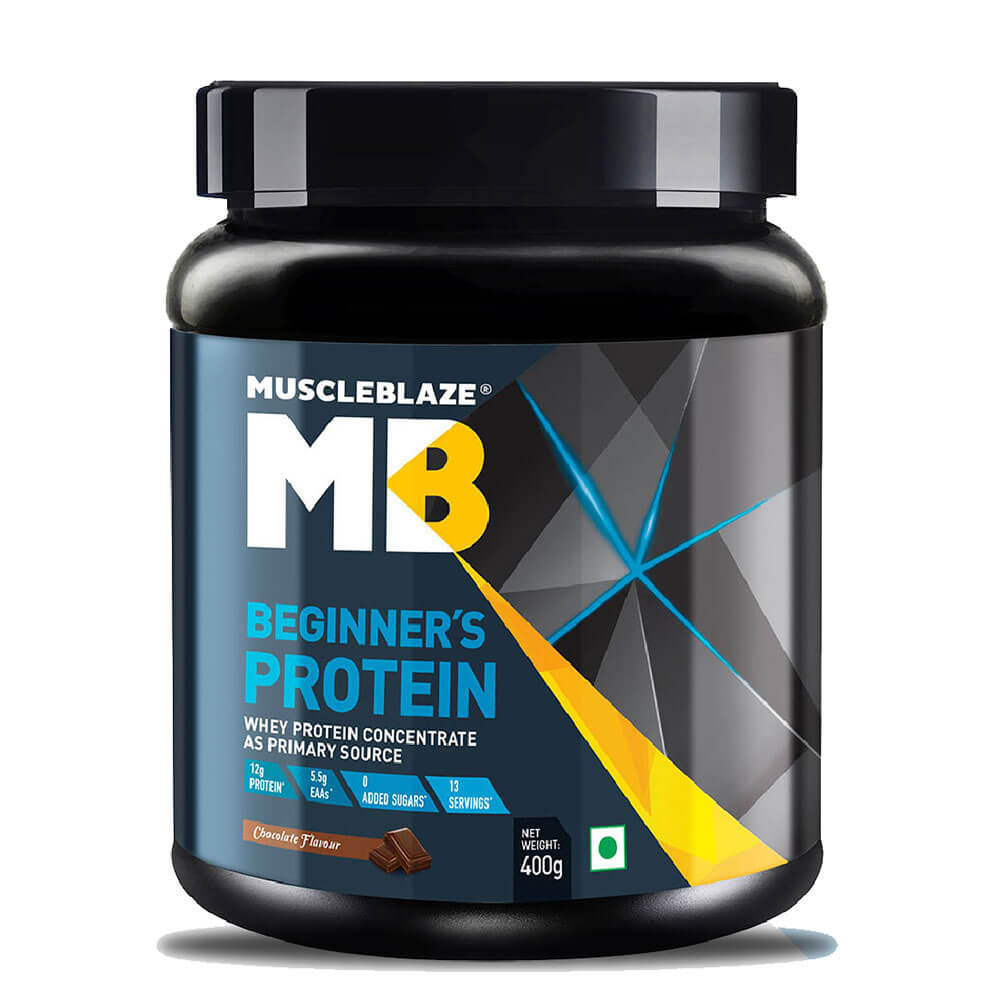 MUSCLEBLAZE®
MB
BEGINNER'S
PROTEIN
WHEY PROTEIN CONCENTRATE
AS PRIMARY SOURCE
12g
PROTEIN*
5.5g
EAAs*
0
ADDED SUGARS*
13
SERVINGS*
Chocolate Flavour
NET
WEIGHT:
400g